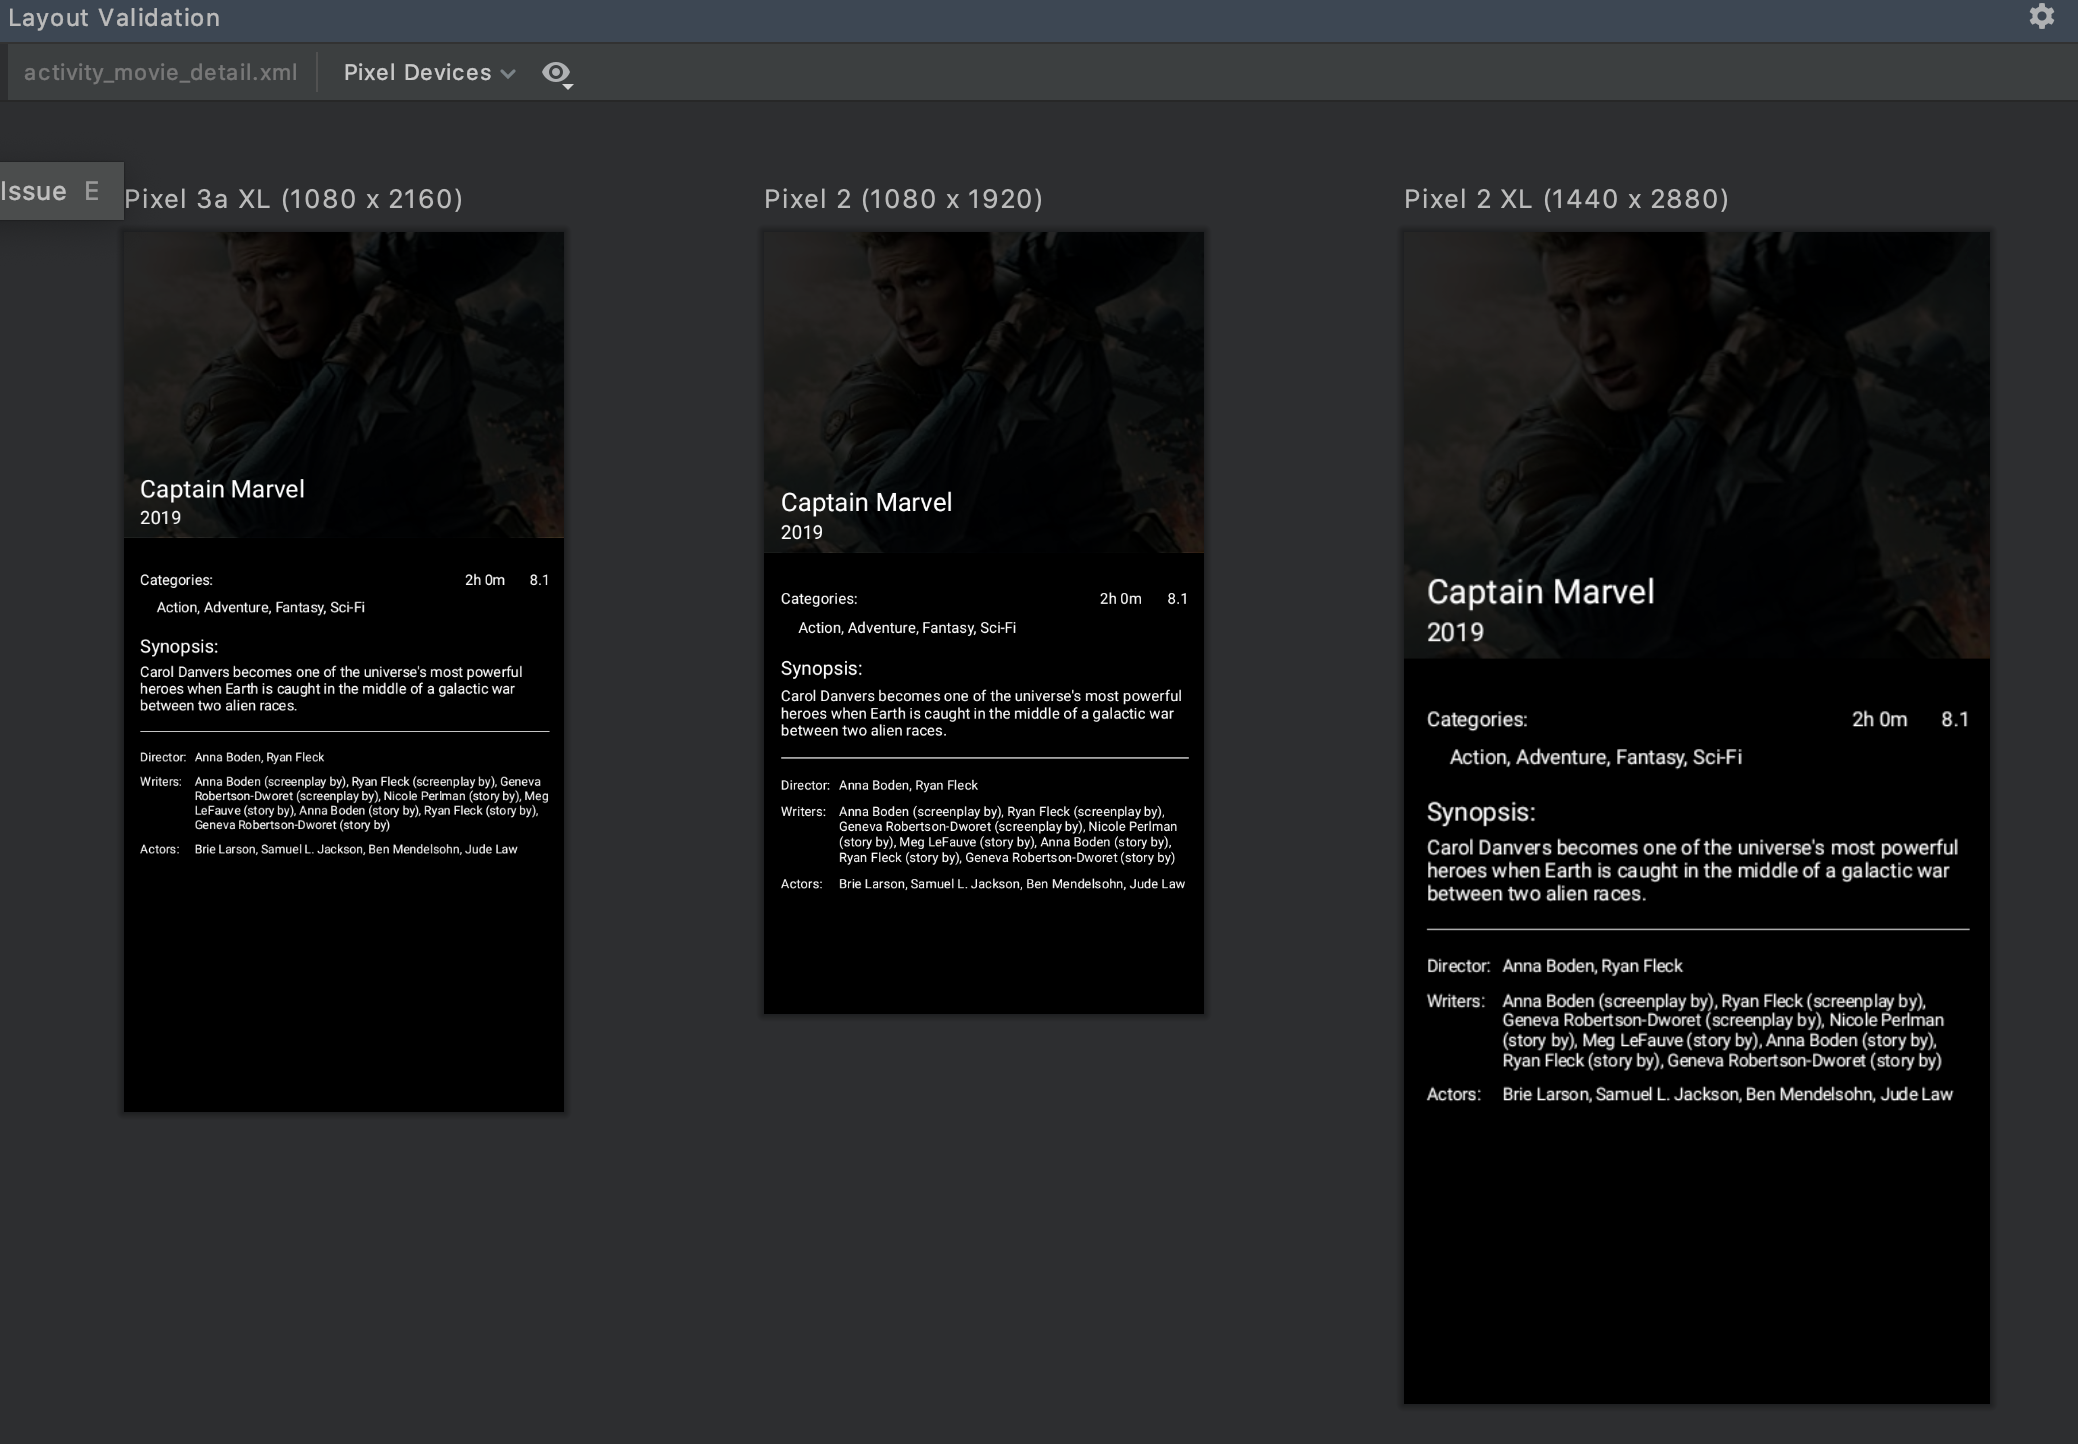 Layout Validation
activity_movie_detail.xml
Pixel Devices
Issue E
Pixel 3a XL (1080 x 2160)
Captain Marvel
2019
Categories: 2h 0m 8.1
Action, Adventure, Fantasy, Sci-Fi
Synopsis:
Carol Danvers becomes one of the universe's most powerful
heroes when Earth is caught in the middle of a galactic war
between two alien races.
Director: Anna Boden, Ryan Fleck
Writers: Anna Boden (screenplay by), Ryan Fleck (screenplay by), Geneva
Robertson-Dworet (screenplay by), Nicole Perlman (story by), Meg
LeFauve (story by), Anna Boden (story by), Ryan Fleck (story by),
Geneva Robertson-Dworet (story by)
Actors: Brie Larson, Samuel L. Jackson, Ben Mendelsohn, Jude Law
Pixel 2 (1080 x 1920)
Captain Marvel
2019
Categories: 2h 0m 8.1
Action, Adventure, Fantasy, Sci-Fi
Synopsis:
Carol Danvers becomes one of the universe's most powerful
heroes when Earth is caught in the middle of a galactic war
between two alien races.
Director: Anna Boden, Ryan Fleck
Writers: Anna Boden (screenplay by), Ryan Fleck (screenplay by),
Geneva Robertson-Dworet (screenplay by), Nicole Perlman
(story by), Meg LeFauve (story by), Anna Boden (story by),
Ryan Fleck (story by), Geneva Robertson-Dworet (story by)
Actors: Brie Larson, Samuel L. Jackson, Ben Mendelsohn, Jude Law
Pixel 2 XL (1440 x 2880)
Captain Marvel
2019
Categories: 2h 0m 8.1
Action, Adventure, Fantasy, Sci-Fi
Synopsis:
Carol Danvers becomes one of the universe's most powerful
heroes when Earth is caught in the middle of a galactic war
between two alien races.
Director: Anna Boden, Ryan Fleck
Writers: Anna Boden (screenplay by), Ryan Fleck (screenplay by),
Geneva Robertson-Dworet (screenplay by), Nicole Perlman
(story by), Meg LeFauve (story by), Anna Boden (story by),
Ryan Fleck (story by), Geneva Robertson-Dworet (story by)
Actors: Brie Larson, Samuel L. Jackson, Ben Mendelsohn, Jude Law